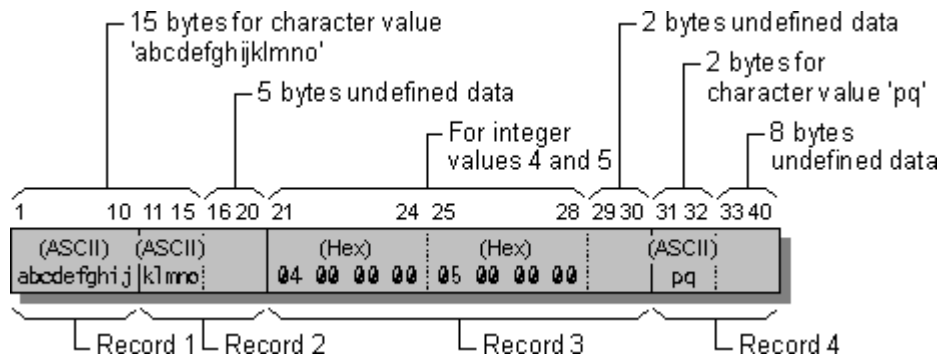 15 bytes for character value
'abcdefghijklmno'
2 bytes undefined data
2 bytes for
character value 'pq'
5 bytes undefined data
For integer
values 4 and 5
8 bytes
undefined data
1 10 11 15 16 20 21 24 25 28 29 30 31 32 33 40
(ASCII) (ASCII) (Hex) (Hex) (ASCII)
abcdefghij klmno 04 00 00 00 05 00 00 00 pq
Record 1 Record 2 Record 3 Record 4